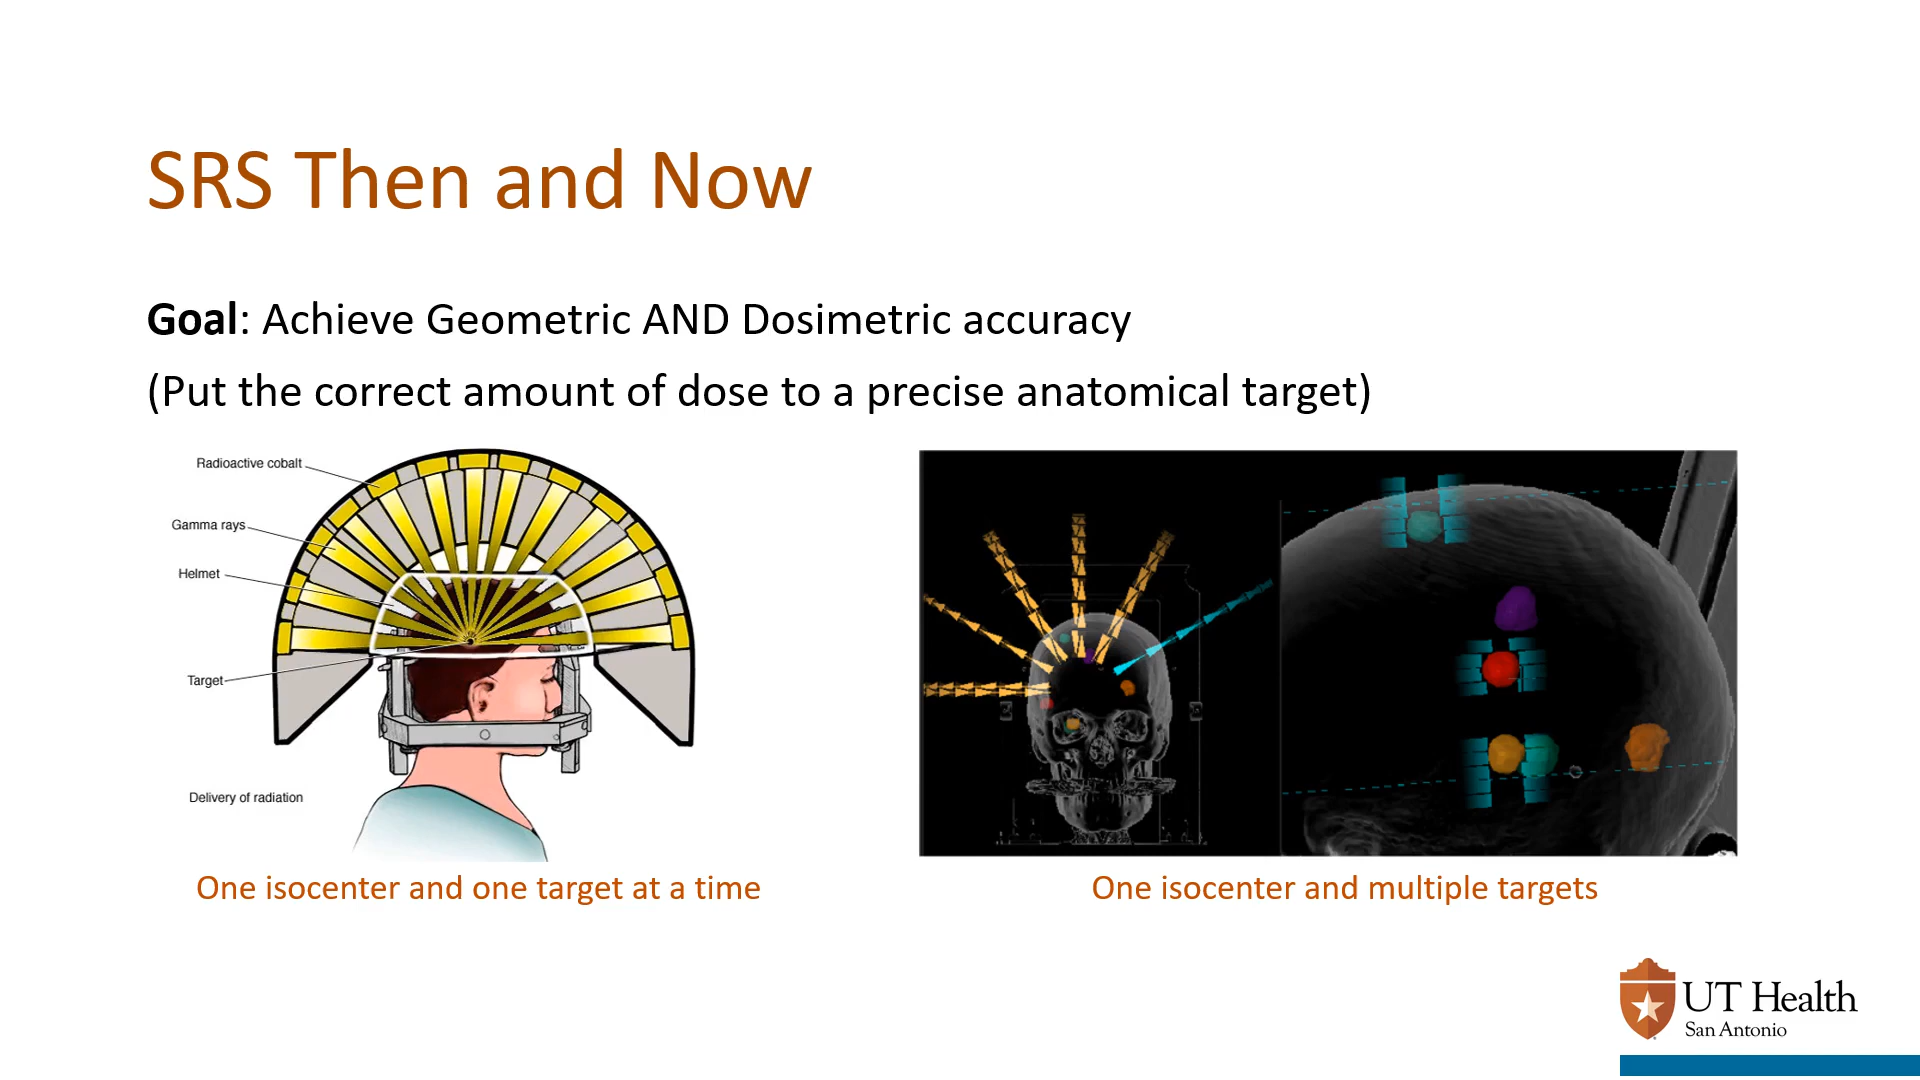 SRS Then and Now
Goal: Achieve Geometric AND Dosimetric accuracy
(Put the correct amount of dose to a precise anatomical target)
Radioactive cobalt
Gamma rays
Helmet
Target
Delivery of radiation
One isocenter and one target at a time
One isocenter and multiple targets
UT Health
San Antonio